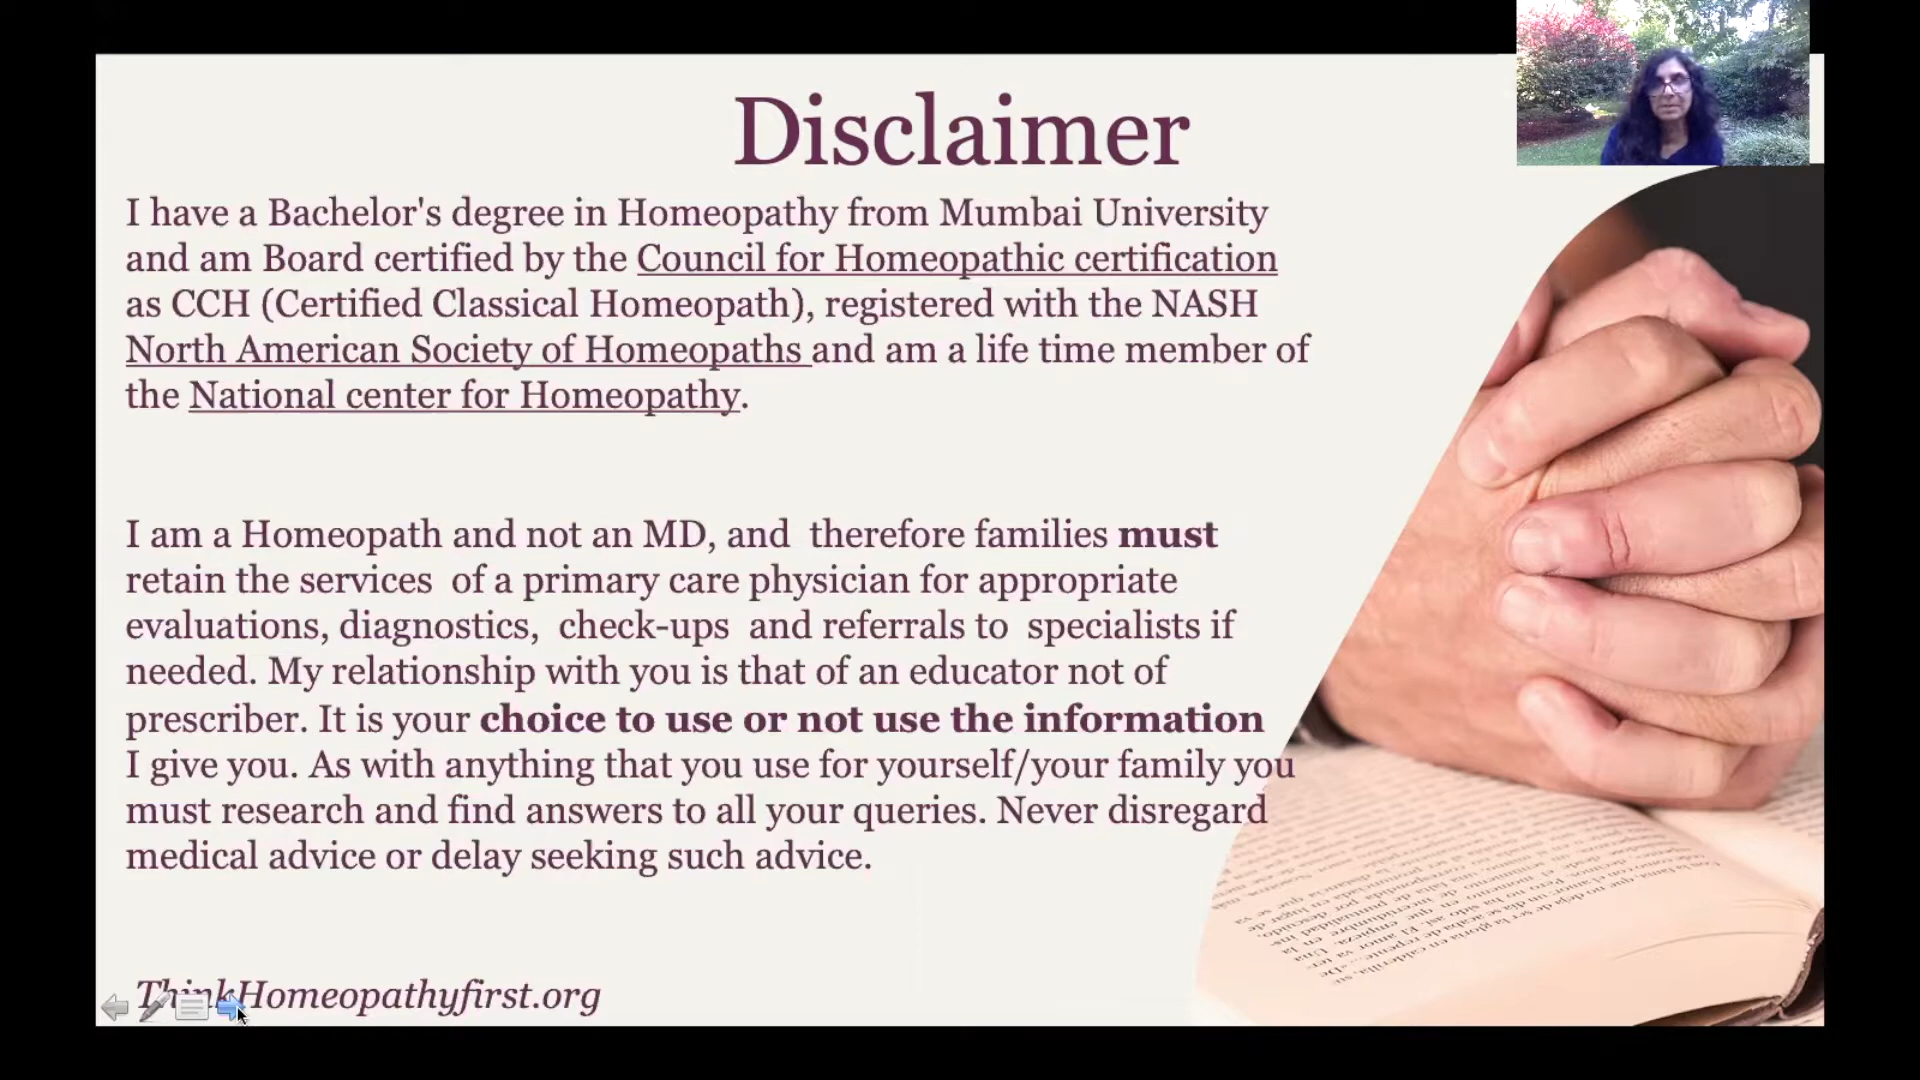 Disclaimer
I have a Bachelor's degree in Homeopathy from Mumbai University
and am Board certified by the Council for Homeopathic certification
as CCH (Certified Classical Homeopath), registered with the NASH
North American Society of Homeopaths and am a life time member of
the National center for Homeopathy.
I am a Homeopath and not an MD, and therefore families must
retain the services of a primary care physician for appropriate
evaluations, diagnostics, check-ups and referrals to specialists if
needed. My relationship with you is that of an educator not of
prescriber. It is your choice to use or not use the information
I give you. As with anything that you use for yourself/your family you
must research and find answers to all your queries. Never disregard
medical advice or delay seeking such advice.
ThinkHomeopathyfirst.org